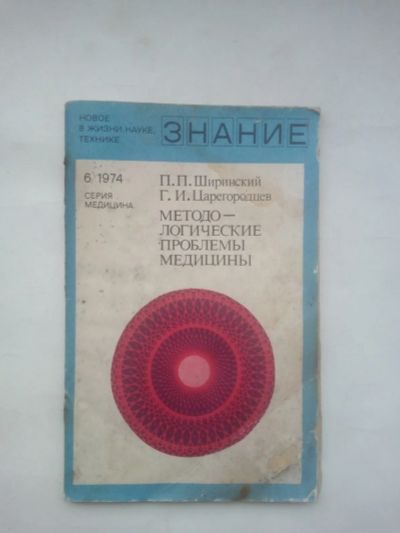 НОВОЕ
В ЖИЗНИ, НАУКЕ,
ТЕХНИКЕ
ЗНАНИЕ
6, 1974
СЕРИЯ
МЕДИЦИНА
П. П. Ширинский
Г. И. Царегородцев
МЕТОДО—
ЛОГИЧЕСКИЕ
ПРОБЛЕМЫ
МЕДИЦИНЫ